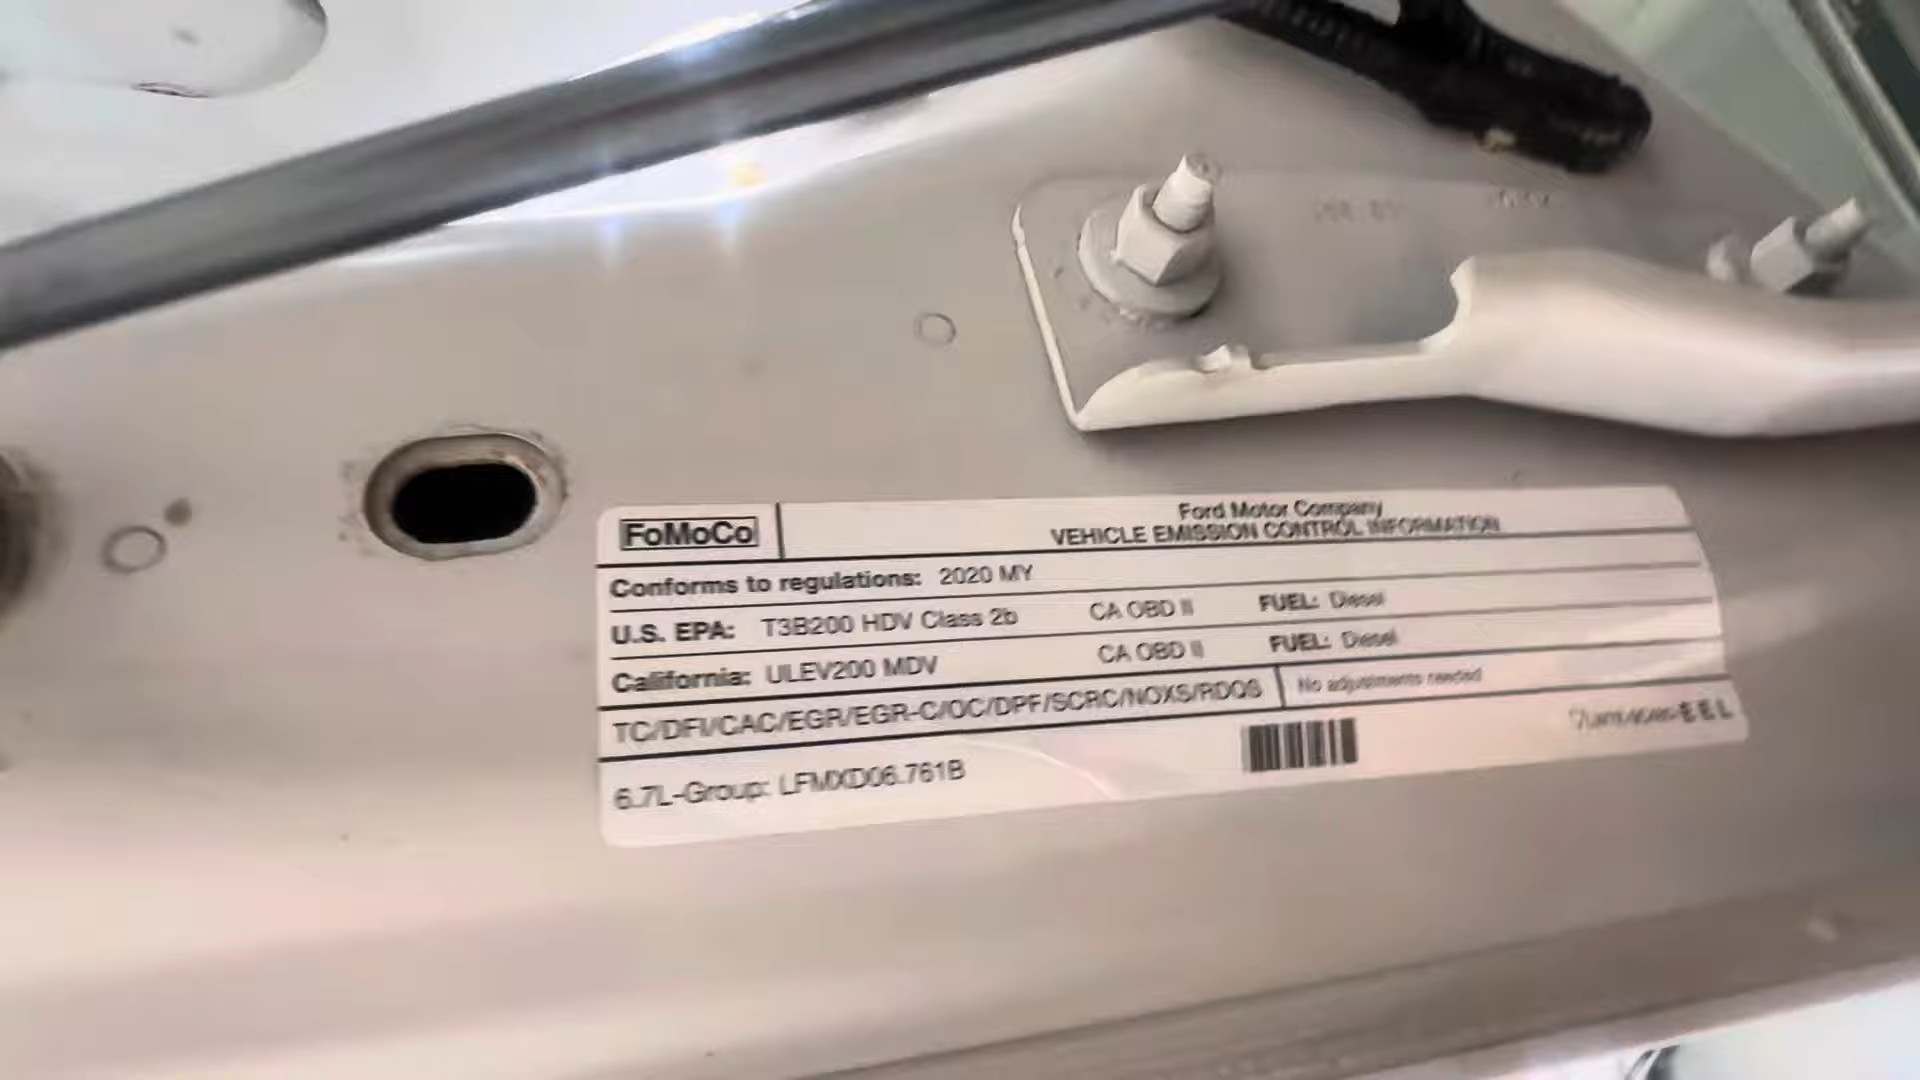 FoMoCo
Ford Motor Company
VEHICLE EMISSION CONTROL INFORMATION
Conforms to regulations: 2020 MY
U.S. EPA: T3B200 HDV Class 2b CA OBD II FUEL: Diesel
California: ULEV200 MDV CA OBD II FUEL: Diesel
TC/DFI/CAC/EGR/EGR-C/OC/DPF/SCRC/NOXS/RDQS No adjustments needed
6.7L-Group: LFMXD06.761B
EEL